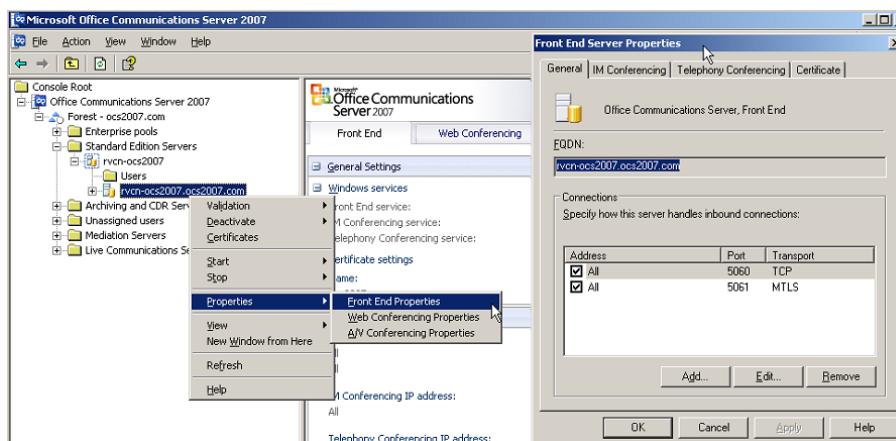 Microsoft Office Communications Server 2007
File Action View Window Help
Console Root
Office Communications Server 2007
Forest - ocs2007.com
Enterprise pools
Standard Edition Servers
rvcn-ocs2007
Users
rvcn-ocs2007.ocs2007.com
Archiving and CDR Ser
Unassigned users
Mediation Servers
Live Communications Se
Validation
Deactivate
Certificates
Start
Stop
Properties
View
New Window from Here
Refresh
Help
Front End Properties
Web Conferencing Properties
A/V Conferencing Properties
Microsoft
Office Communications
Server 2007
Front End Web Conferencing
General Settings
Windows services
ront End service:
M Conferencing service:
elephony Conferencing service:
ertificate settings
ame:
M Conferencing IP address:
All
Telephony Conferencing IP address:
Front End Server Properties
General IM Conferencing Telephony Conferencing Certificate
Office Communications Server, Front End
FQDN:
rvcn-ocs2007.ocs2007.com
Connections
Specify how this server handles inbound connections:
Address Port Transport
All 5060 TCP
All 5061 MTLS
Add... Edit... Remove
OK Cancel Apply Help